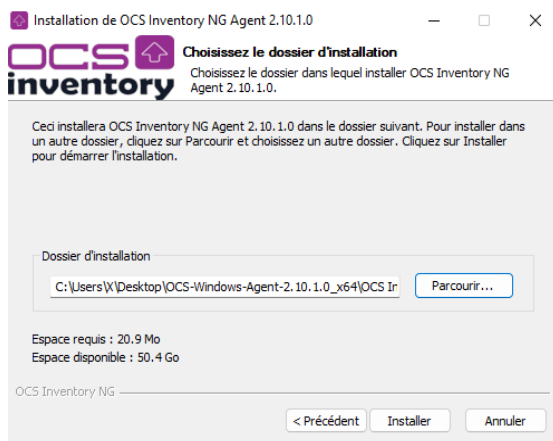 Installation de OCS Inventory NG Agent 2.10.1.0
OCS
inventory
Choisissez le dossier d'installation
Choisissez le dossier dans lequel installer OCS Inventory NG
Agent 2.10.1.0.
Ceci installera OCS Inventory NG Agent 2.10.1.0 dans le dossier suivant. Pour installer dans
un autre dossier, cliquez sur Parcourir et choisissez un autre dossier. Cliquez sur Installer
pour démarrer l'installation.
Dossier d'installation
C:\Users\X\Desktop\OCS-Windows-Agent-2.10.1.0_x64\OCS Ir
Parcourir...
Espace requis : 20.9 Mo
Espace disponible : 50.4 Go
OCS Inventory NG
< Précédent
Installer
Annuler